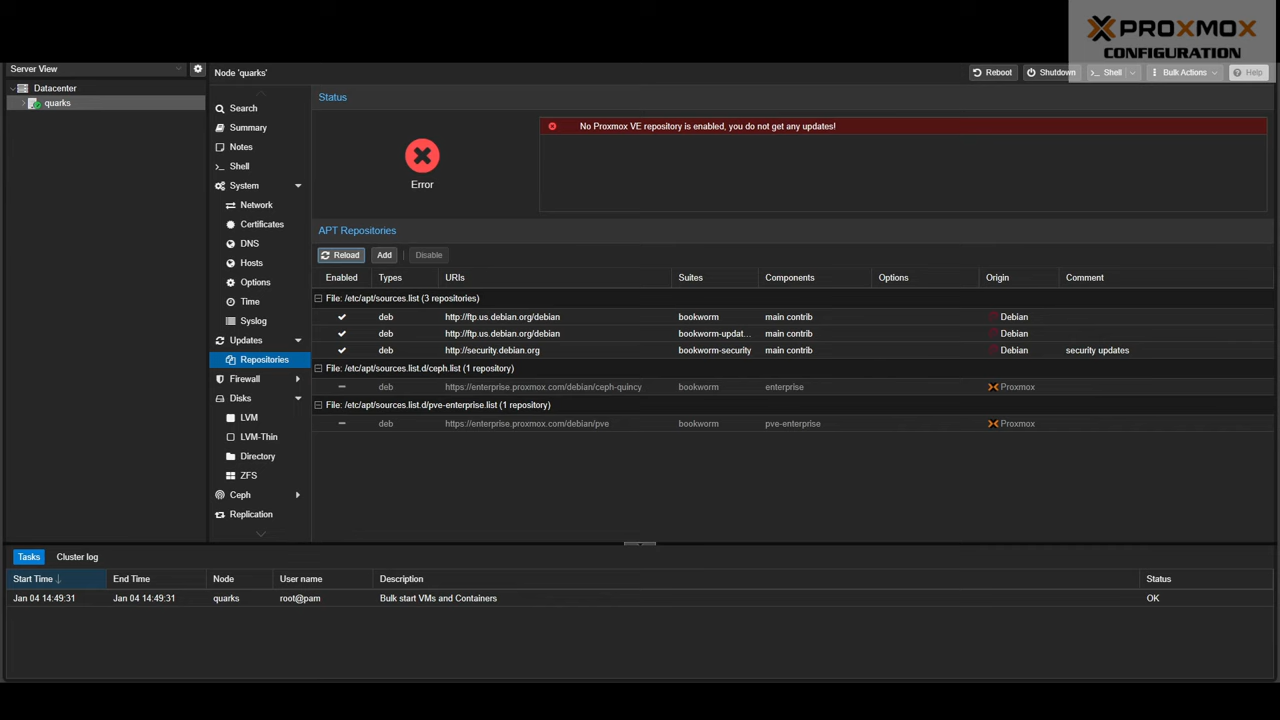 PROXMOX
CONFIGURATION
Server View
Node 'quarks'
Reboot
Shutdown
Shell
Bulk Actions
Help
Datacenter
quarks
Search
Summary
Notes
Shell
System
Network
Certificates
DNS
Hosts
Options
Time
Syslog
Updates
Repositories
Firewall
Disks
LVM
LVM-Thin
Directory
ZFS
Ceph
Replication
Status
Error
No Proxmox VE repository is enabled, you do not get any updates!
APT Repositories
Reload Add Disable
Enabled Types URIs Suites Components Options Origin Comment
File: /etc/apt/sources.list (3 repositories)
deb http://ftp.us.debian.org/debian bookworm main contrib Debian
deb http://ftp.us.debian.org/debian bookworm-updat... main contrib Debian
deb http://security.debian.org bookworm-security main contrib Debian security updates
File: /etc/apt/sources.list.d/ceph.list (1 repository)
deb https://enterprise.proxmox.com/debian/ceph-quincy bookworm enterprise Proxmox
File: /etc/apt/sources.list.d/pve-enterprise.list (1 repository)
deb https://enterprise.proxmox.com/debian/pve bookworm pve-enterprise Proxmox
Tasks Cluster log
Start Time End Time Node User name Description Status
Jan 04 14:49:31 Jan 04 14:49:31 quarks root@pam Bulk start VMs and Containers OK